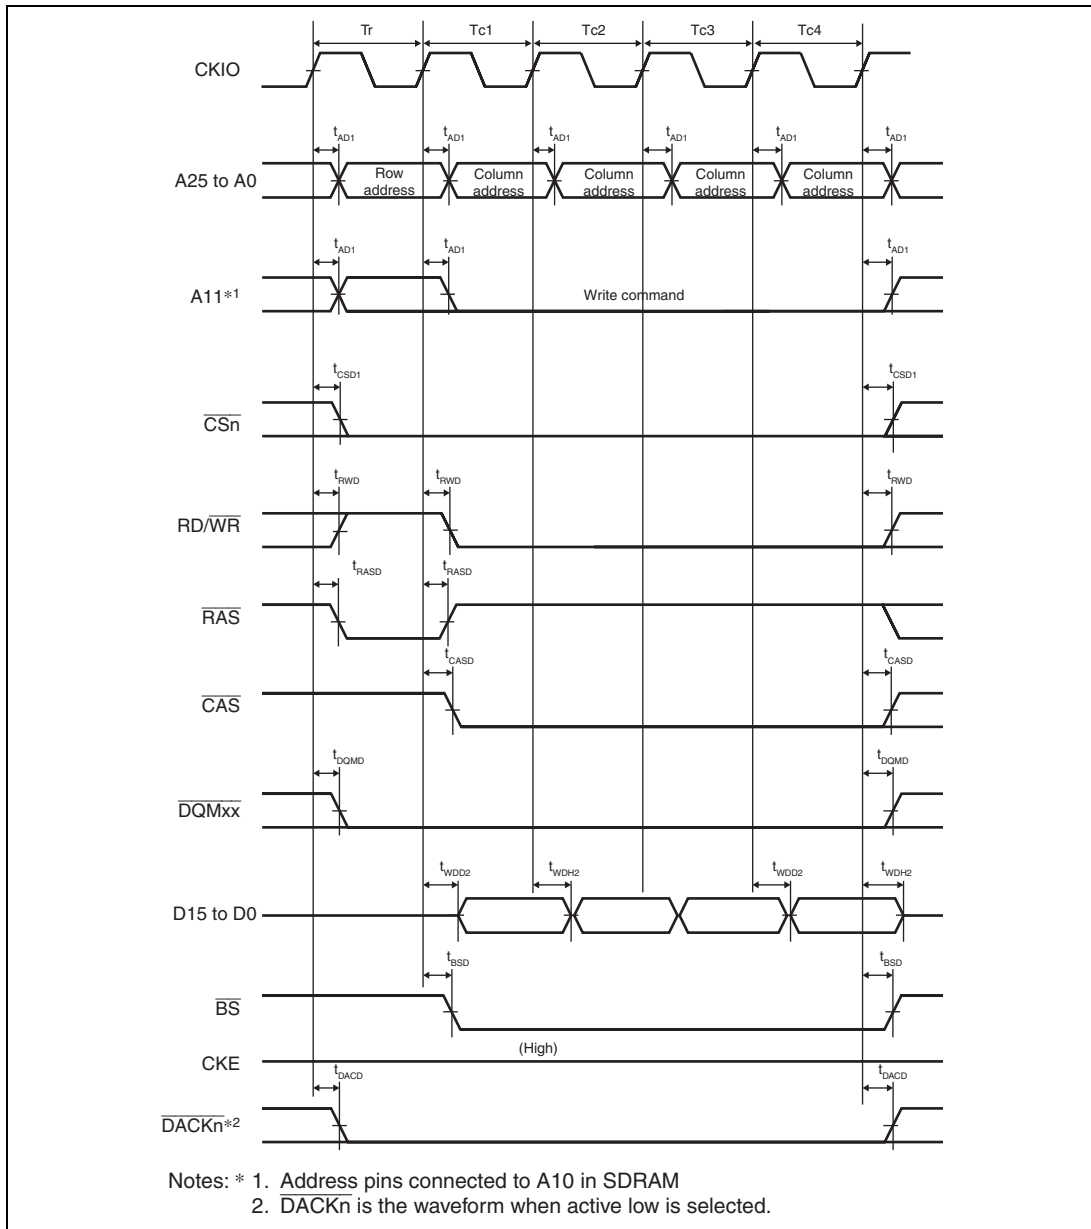 Tr Tc1 Tc2 Tc3 Tc4
CKIO
tAD1 tAD1 tAD1 tAD1 tAD1 tAD1
A25 to A0
Row address
Column address
Column address
Column address
Column address
tAD1 tAD1 tAD1
A11*1
Write command
tCSD1 tCSD1
CSn
tRWD tRWD tRWD
RD/WR
tRASD tRASD
RAS
tCASD tCASD
CAS
tDQMD tDQMD
DQMxx
tWDD2 tWDH2 tWDD2 tWDH2
D15 to D0
tBSD tBSD
BS
(High)
CKE
tDACD tDACD
DACKn*2
Notes: * 1. Address pins connected to A10 in SDRAM
2. DACKn is the waveform when active low is selected.